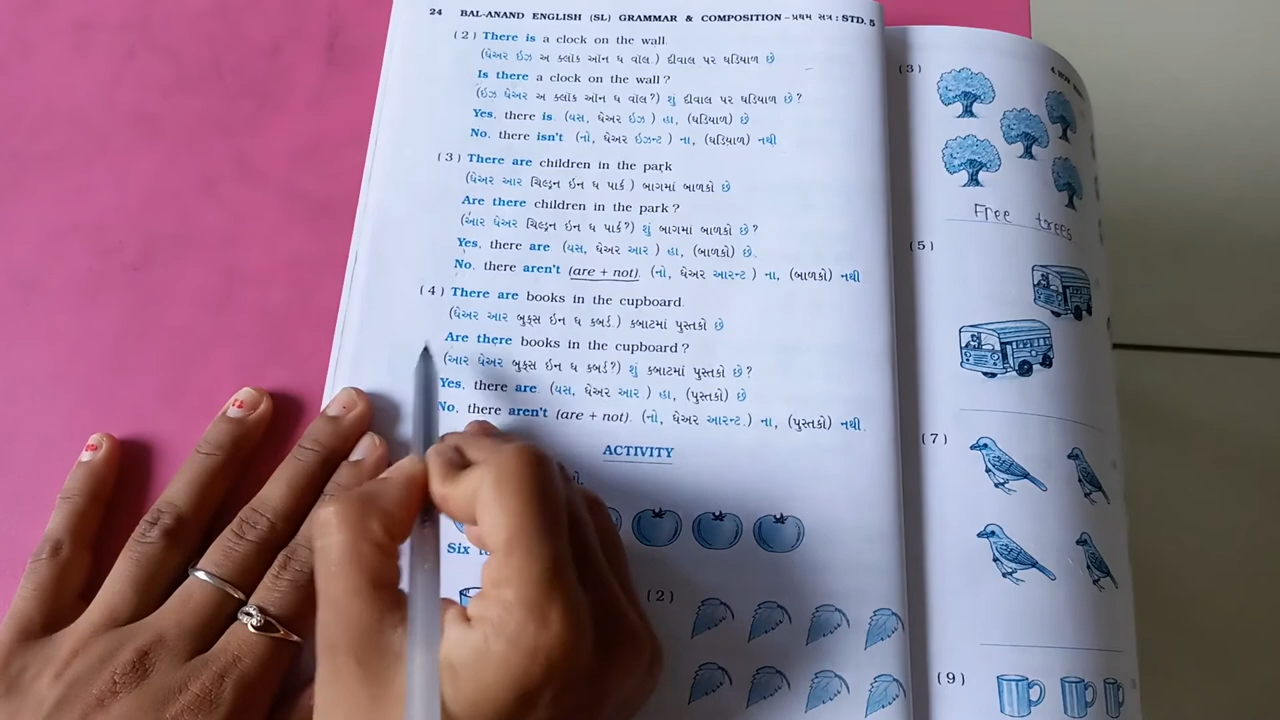 24 BAL-ANAND ENGLISH (SL) GRAMMAR & COMPOSITION – પ્રથમ સત્ર : STD. 5
(2) There is a clock on the wall.
(ધેઅર ઇઝ અ ક્લૉક ઑન ધ વૉલ.) દીવાલ પર ઘડિયાળ છે
Is there a clock on the wall ?
(ઇઝ ધેઅર અ ક્લૉક ઑન ધ વૉલ?) શું દીવાલ પર ઘડિયાળ છે ?
Yes, there is. (યસ, ધેઅર ઇઝ ) હા, (ઘડિયાળ) છે
No, there isn't (નો, ધેઅર ઇઝન્ટ ) ના, (ઘડિયાળ) નથી
(3) There are children in the park
(ધેઅર આર ચિલ્ડ્રન ઇન ધ પાર્ક ) બાગમાં બાળકો છે
Are there children in the park ?
(આર ધેઅર ચિલ્ડ્રન ઇન ધ પાર્ક?) શું બાગમાં બાળકો છે ?
Yes, there are. (યસ, ધેઅર આર ) હા, (બાળકો) છે.
No, there aren't (are + not). (નો, ધેઅર આરન્ટ ) ના, (બાળકો) નથી
(4) There are books in the cupboard.
(ધેઅર આર બુક્સ ઇન ધ કબર્ડ.) કબાટમાં પુસ્તકો છે
Are there books in the cupboard ?
(આર ધેઅર બુક્સ ઇન ધ કબર્ડ?) શું કબાટમાં પુસ્તકો છે ?
Yes, there are. (યસ, ધેઅર આર ) હા, (પુસ્તકો) છે
No, there aren't (are + not). (નો, ધેઅર આરન્ટ.) ના, (પુસ્તકો) નથી.
ACTIVITY
Six
(2)
(3)
Free trees
(5)
(7)
(9)